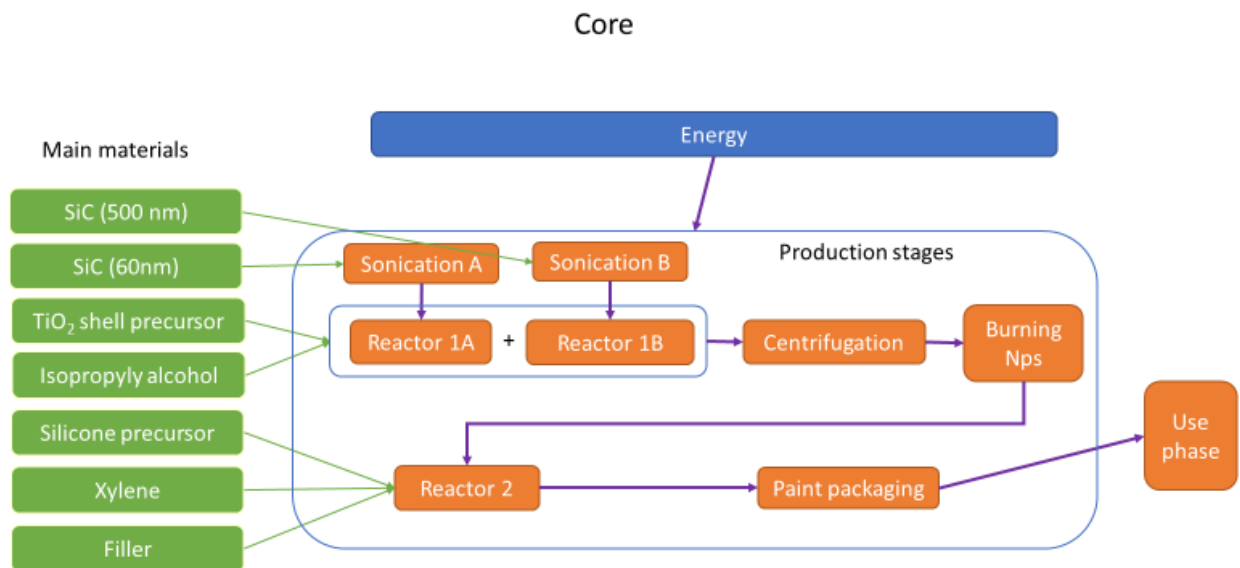 Core
Energy
Main materials
SiC (500 nm)
SiC (60nm)
TiO₂ shell precursor
Isopropyly alcohol
Silicone precursor
Xylene
Filler
Production stages
Sonication A
Sonication B
Reactor 1A
+
Reactor 1B
Centrifugation
Burning
Nps
Reactor 2
Paint packaging
Use
phase